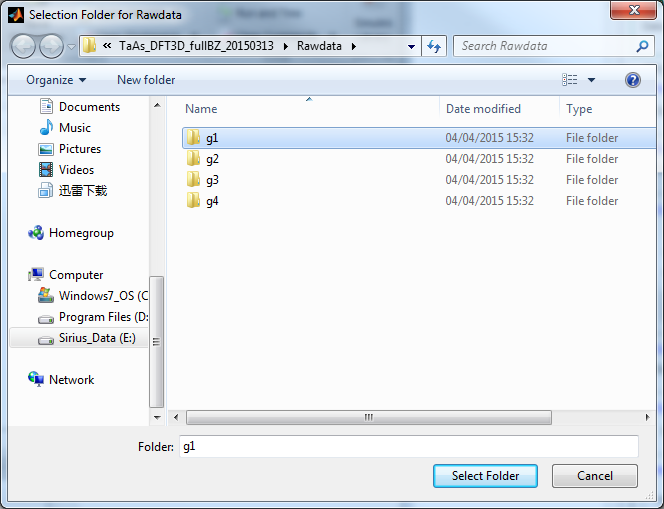 Selection Folder for Rawdata
« TaAs_DFT3D_fullBZ_20150313 Rawdata
Search Rawdata
Organize New folder
Name Date modified Type
Documents
Music
Pictures
Videos
迅雷下载
Homegroup
Computer
Windows7_OS (C
Program Files (D:
Sirius_Data (E:)
Network
g1 04/04/2015 15:32 File folder
g2 04/04/2015 15:32 File folder
g3 04/04/2015 15:32 File folder
g4 04/04/2015 15:32 File folder
Folder: g1
Select Folder Cancel